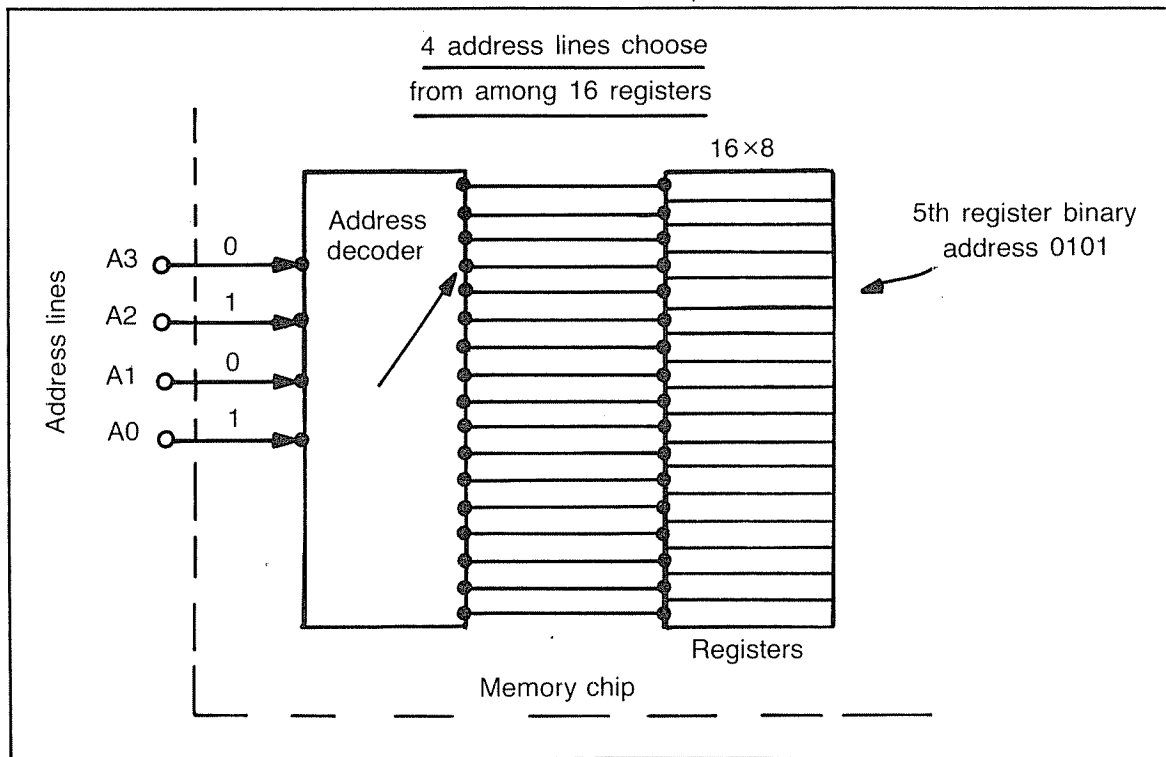 4 address lines choose
from among 16 registers
16×8
Address
decoder
5th register binary
address 0101
Address lines
A3
0
A2
1
A1
0
A0
1
Registers
Memory chip